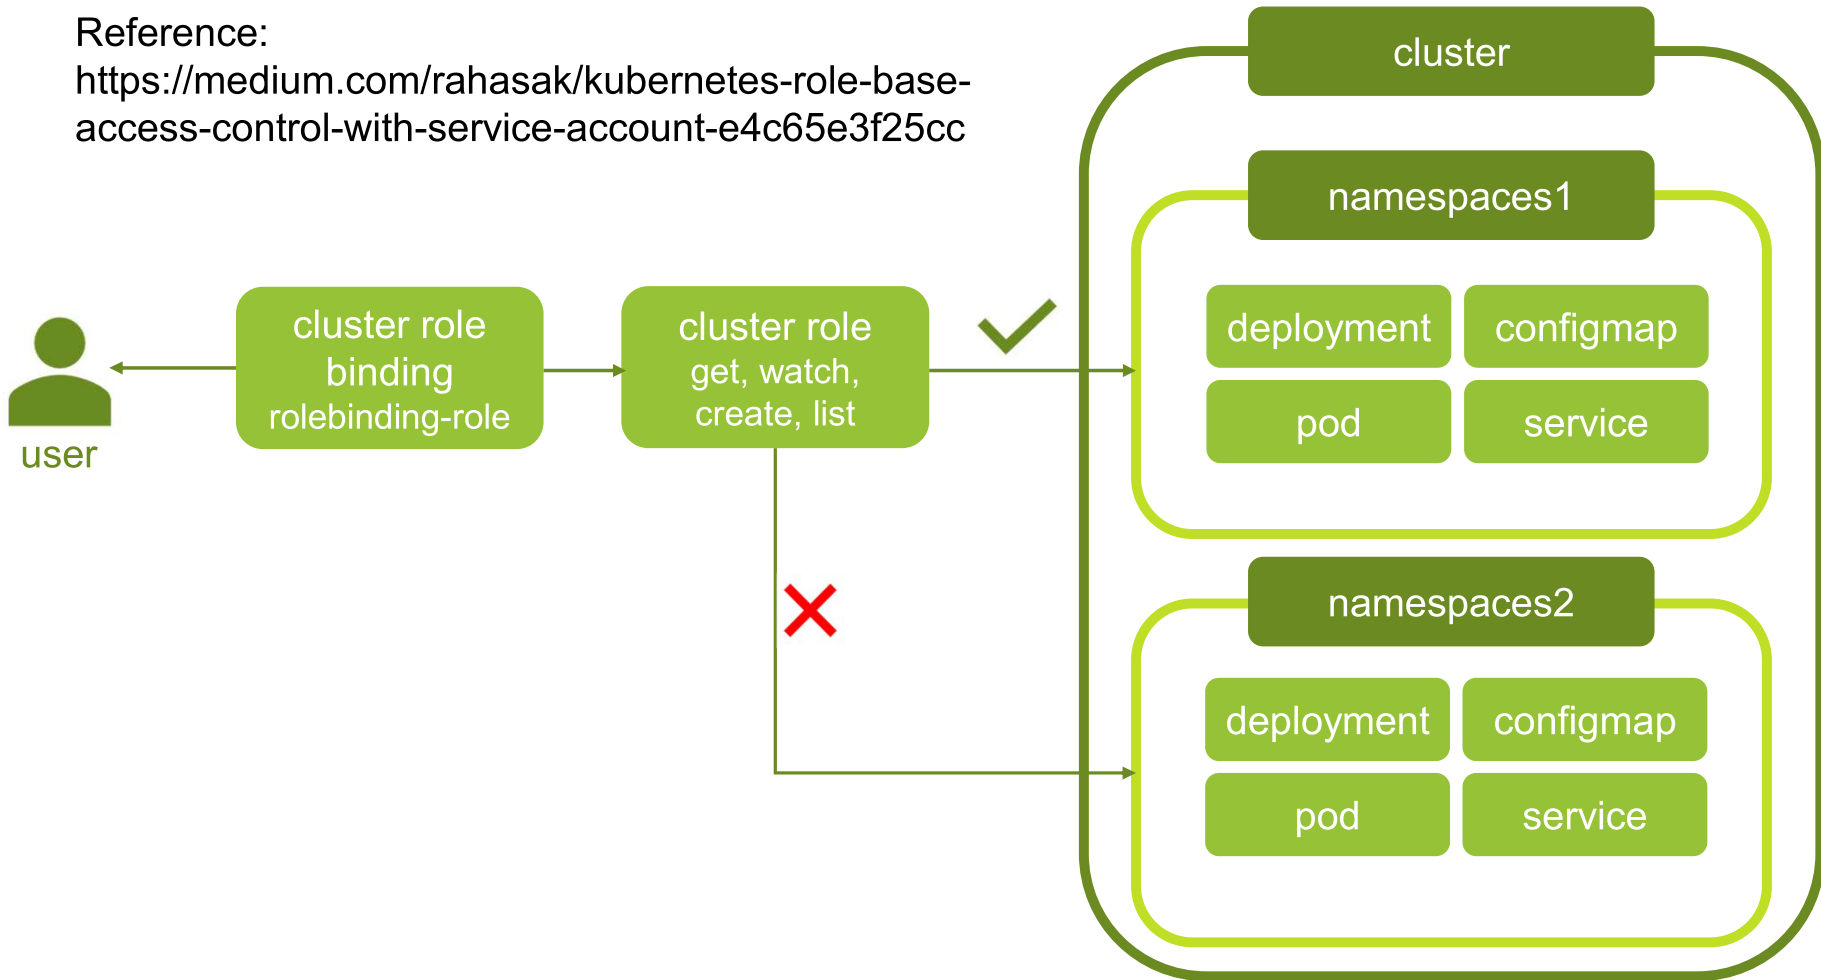 Reference:
https://medium.com/rahasak/kubernetes-role-base-
access-control-with-service-account-e4c65e3f25cc
cluster
namespaces1
deployment
configmap
pod
service
user
cluster role
binding
rolebinding-role
cluster role
get, watch,
create, list
namespaces2
deployment
configmap
pod
service